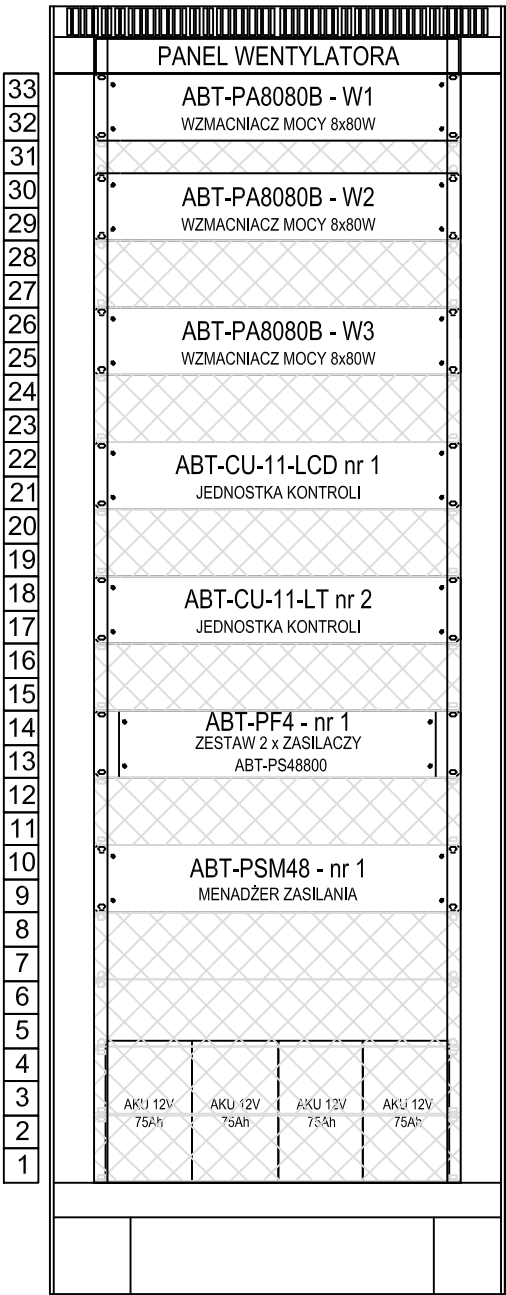 PANEL WENTYLATORA
33
ABT-PA8080B - W1
32
WZMACNIACZ MOCY 8x80W
31
30
ABT-PA8080B - W2
29
WZMACNIACZ MOCY 8x80W
28
27
26
ABT-PA8080B - W3
25
WZMACNIACZ MOCY 8x80W
24
23
22
ABT-CU-11-LCD nr 1
21
JEDNOSTKA KONTROLI
20
19
18
ABT-CU-11-LT nr 2
17
JEDNOSTKA KONTROLI
16
15
14
ABT-PF4 - nr 1
ZESTAW 2 x ZASILACZY
13
ABT-PS48800
12
11
10
ABT-PSM48 - nr 1
9
MENADŻER ZASILANIA
8
7
6
5
4
3
AKU 12V AKU 12V AKU 12V AKU 12V
75Ah 75Ah 75Ah 75Ah
2
1